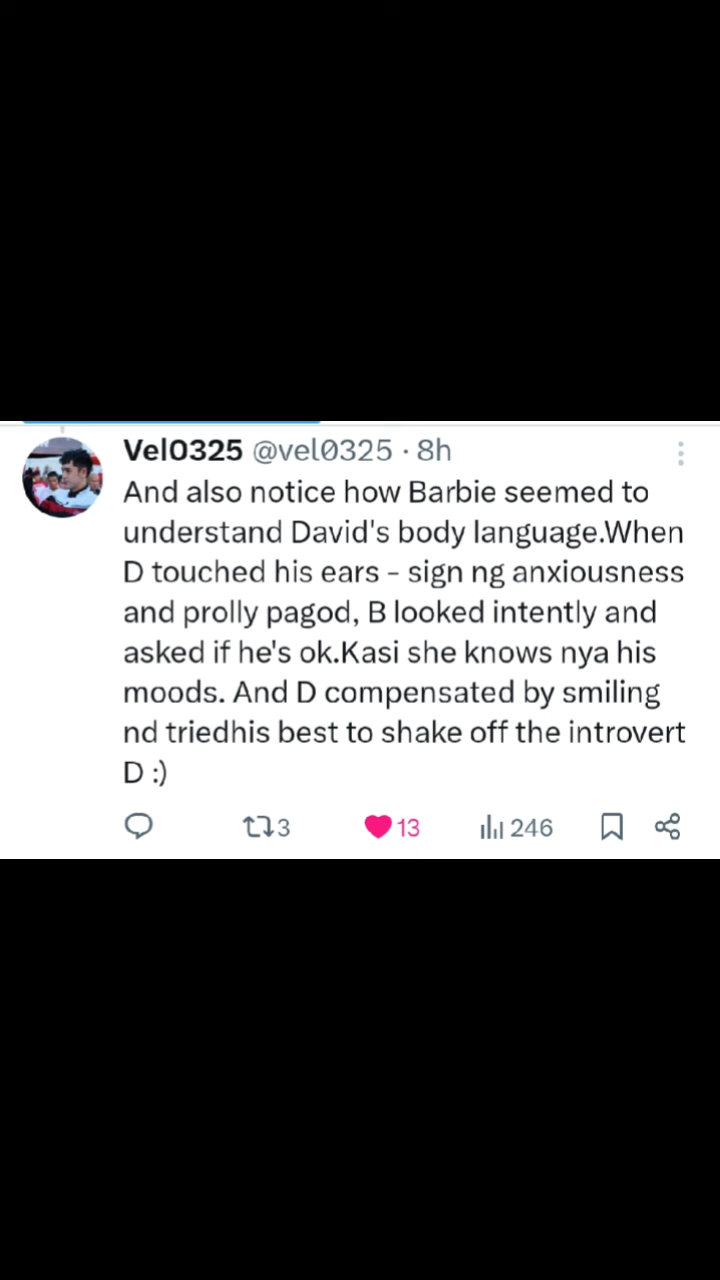 Vel0325 @vel0325 · 8h
And also notice how Barbie seemed to
understand David's body language.When
D touched his ears - sign ng anxiousness
and prolly pagod, B looked intently and
asked if he's ok.Kasi she knows nya his
moods. And D compensated by smiling
nd triedhis best to shake off the introvert
D :)
3 13 246